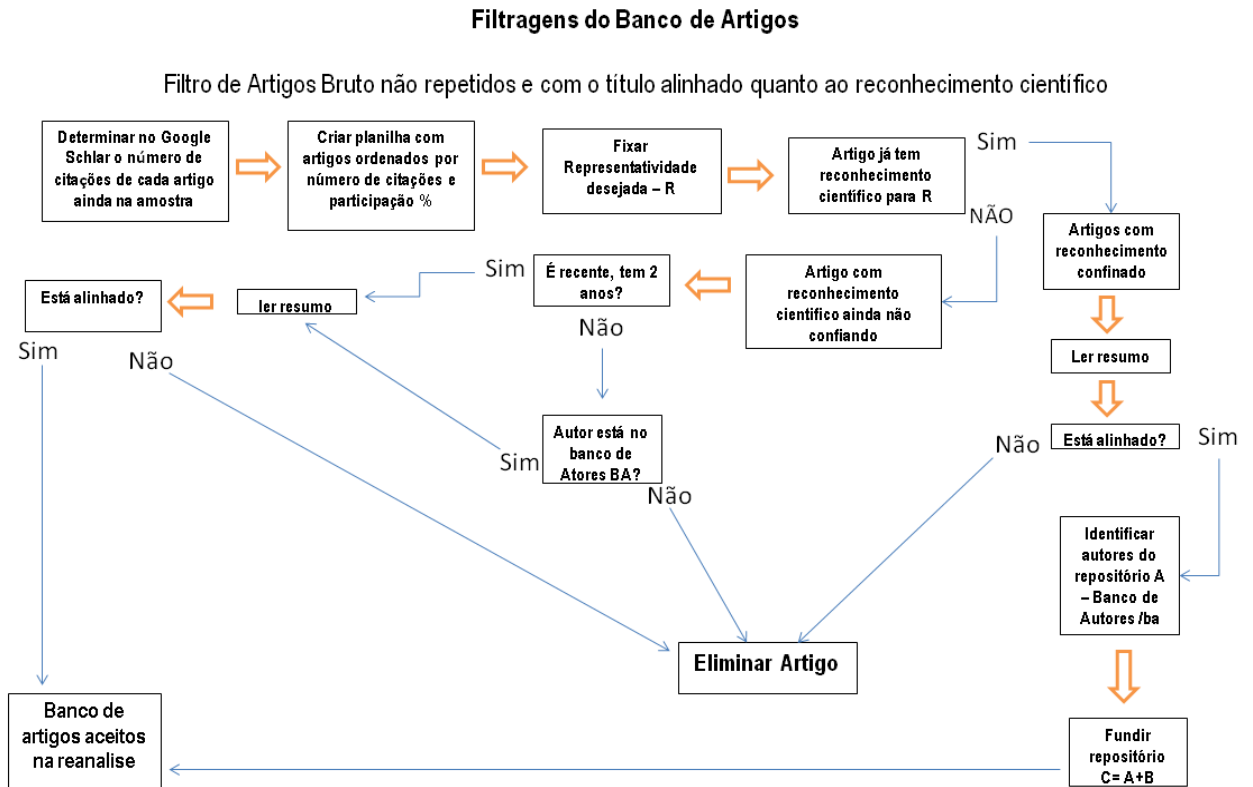 Filtragens do Banco de Artigos
Filtro de Artigos Bruto não repetidos e com o título alinhado quanto ao reconhecimento científico
Determinar no Google
Schlar o número de
citações de cada artigo
ainda na amostra
Criar planilha com
artigos ordenados por
número de citações e
participação %
Fixar
Representatividade
desejada – R
Artigo já tem
reconhecimento
científico para R
Sim
NÃO
Artigos com
reconhecimento
confinado
Está alinhado?
ler resumo
Sim
É recente, tem 2
anos?
Artigo com
reconhecimento
cientifico ainda não
confiando
Não
Ler resumo
Sim
Não
Autor está no
banco de
Atores BA?
Sim
Não
Não
Está alinhado?
Sim
Identificar
autores do
repositório A
– Banco de
Autores /ba
Eliminar Artigo
Banco de
artigos aceitos
na reanalise
Fundir
repositório
C= A+B